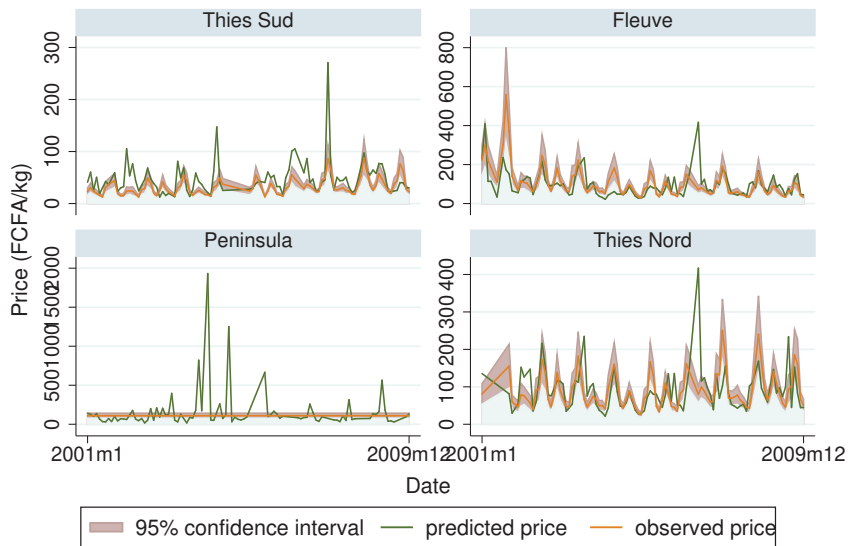 Thies Sud
Fleuve
300
200
100
0
800
600
400
200
0
Peninsula
Thies Nord
2000
1500
1000
500
0
400
300
200
100
0
Price (FCFA/kg)
2001m1
2009m12
2001m1
2009m12
Date
95% confidence interval
predicted price
observed price